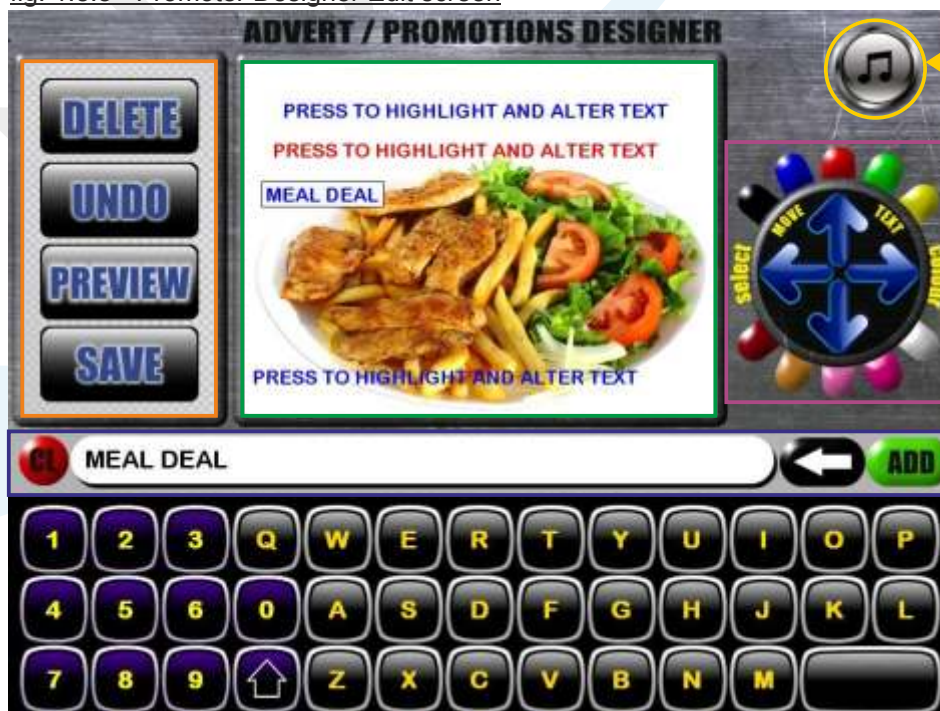 ADVERT / PROMOTIONS DESIGNER
DELETE
UNDO
PREVIEW
SAVE
PRESS TO HIGHLIGHT AND ALTER TEXT
PRESS TO HIGHLIGHT AND ALTER TEXT
MEAL DEAL
PRESS TO HIGHLIGHT AND ALTER TEXT
MOVE
TEXT
select
colour
CL
MEAL DEAL
ADD
1 2 3 Q W E R T Y U I O P
4 5 6 0 A S D F G H J K L
7 8 9 Z X C V B N M